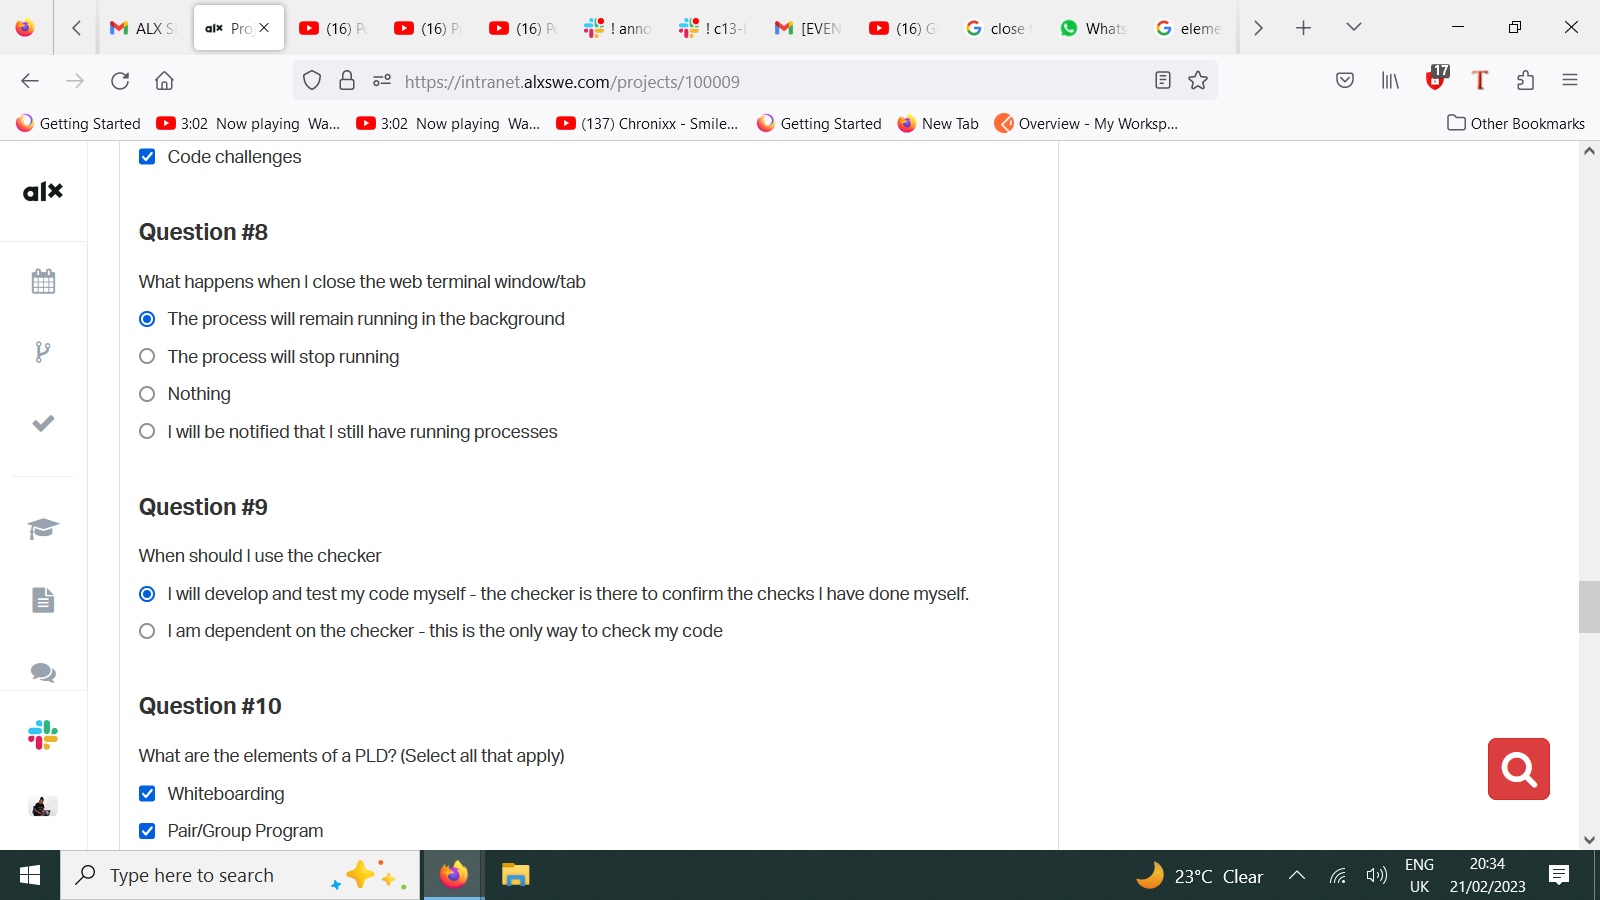 ALX S
alx Pro
(16) P
(16) P
(16) P
! anno
! c13-
[EVEN
(16) G
close
Whats
eleme
https://intranet.alxswe.com/projects/100009
17
T
Getting Started
3:02 Now playing Wa...
3:02 Now playing Wa...
(137) Chronixx - Smile...
Getting Started
New Tab
Overview - My Worksp...
Other Bookmarks
alx
Code challenges
Question #8
What happens when I close the web terminal window/tab
The process will remain running in the background
The process will stop running
Nothing
I will be notified that I still have running processes
Question #9
When should I use the checker
I will develop and test my code myself - the checker is there to confirm the checks I have done myself.
I am dependent on the checker - this is the only way to check my code
Question #10
What are the elements of a PLD? (Select all that apply)
Whiteboarding
Pair/Group Program
Type here to search
23°C Clear
ENG
UK
20:34
21/02/2023